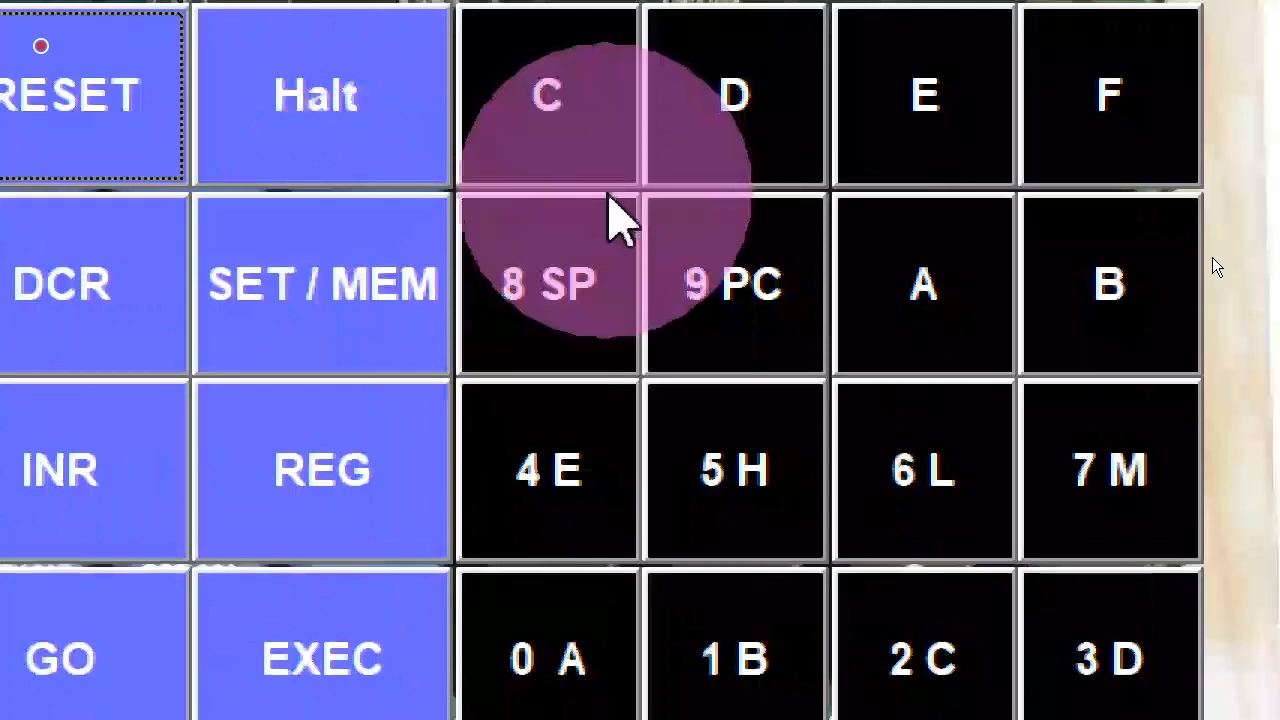 RESET Halt C D E F
DCR SET / MEM 8 SP 9 PC A B
INR REG 4 E 5 H 6 L 7 M
GO EXEC 0 A 1 B 2 C 3 D